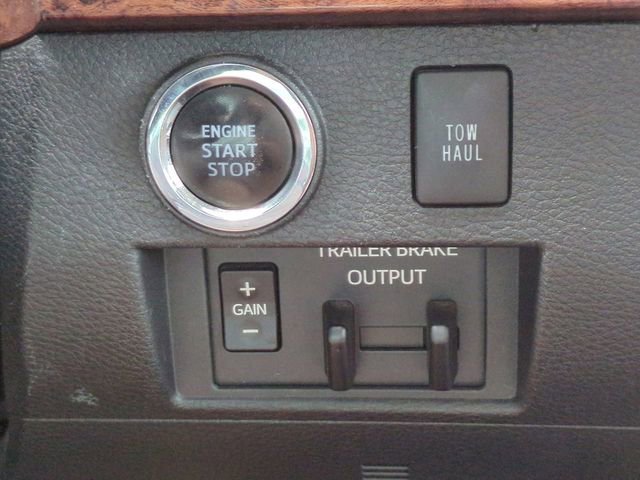 ENGINE
START
STOP
TOW
HAUL
TRAILER BRAKE
OUTPUT
+
GAIN
-